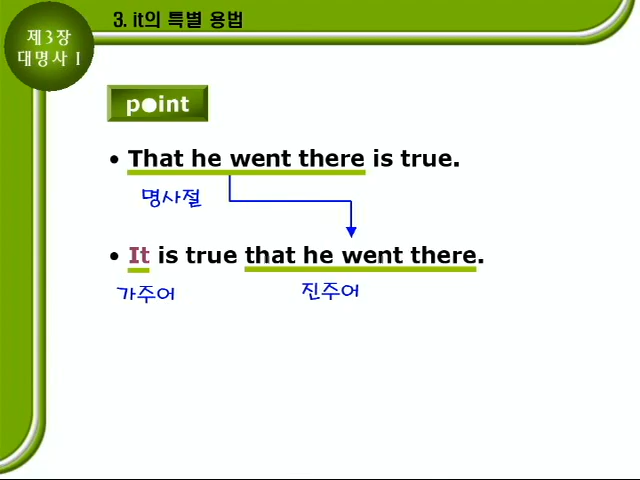 3. it의 특별 용법
제3장
대명사 I
point
• That he went there is true.
명사절
• It is true that he went there.
가주어 진주어